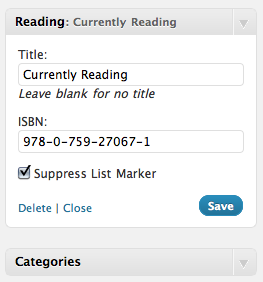 Reading: Currently Reading
Title:
Currently Reading
Leave blank for no title
ISBN:
978-0-759-27067-1
Suppress List Marker
Delete | Close Save
Categories